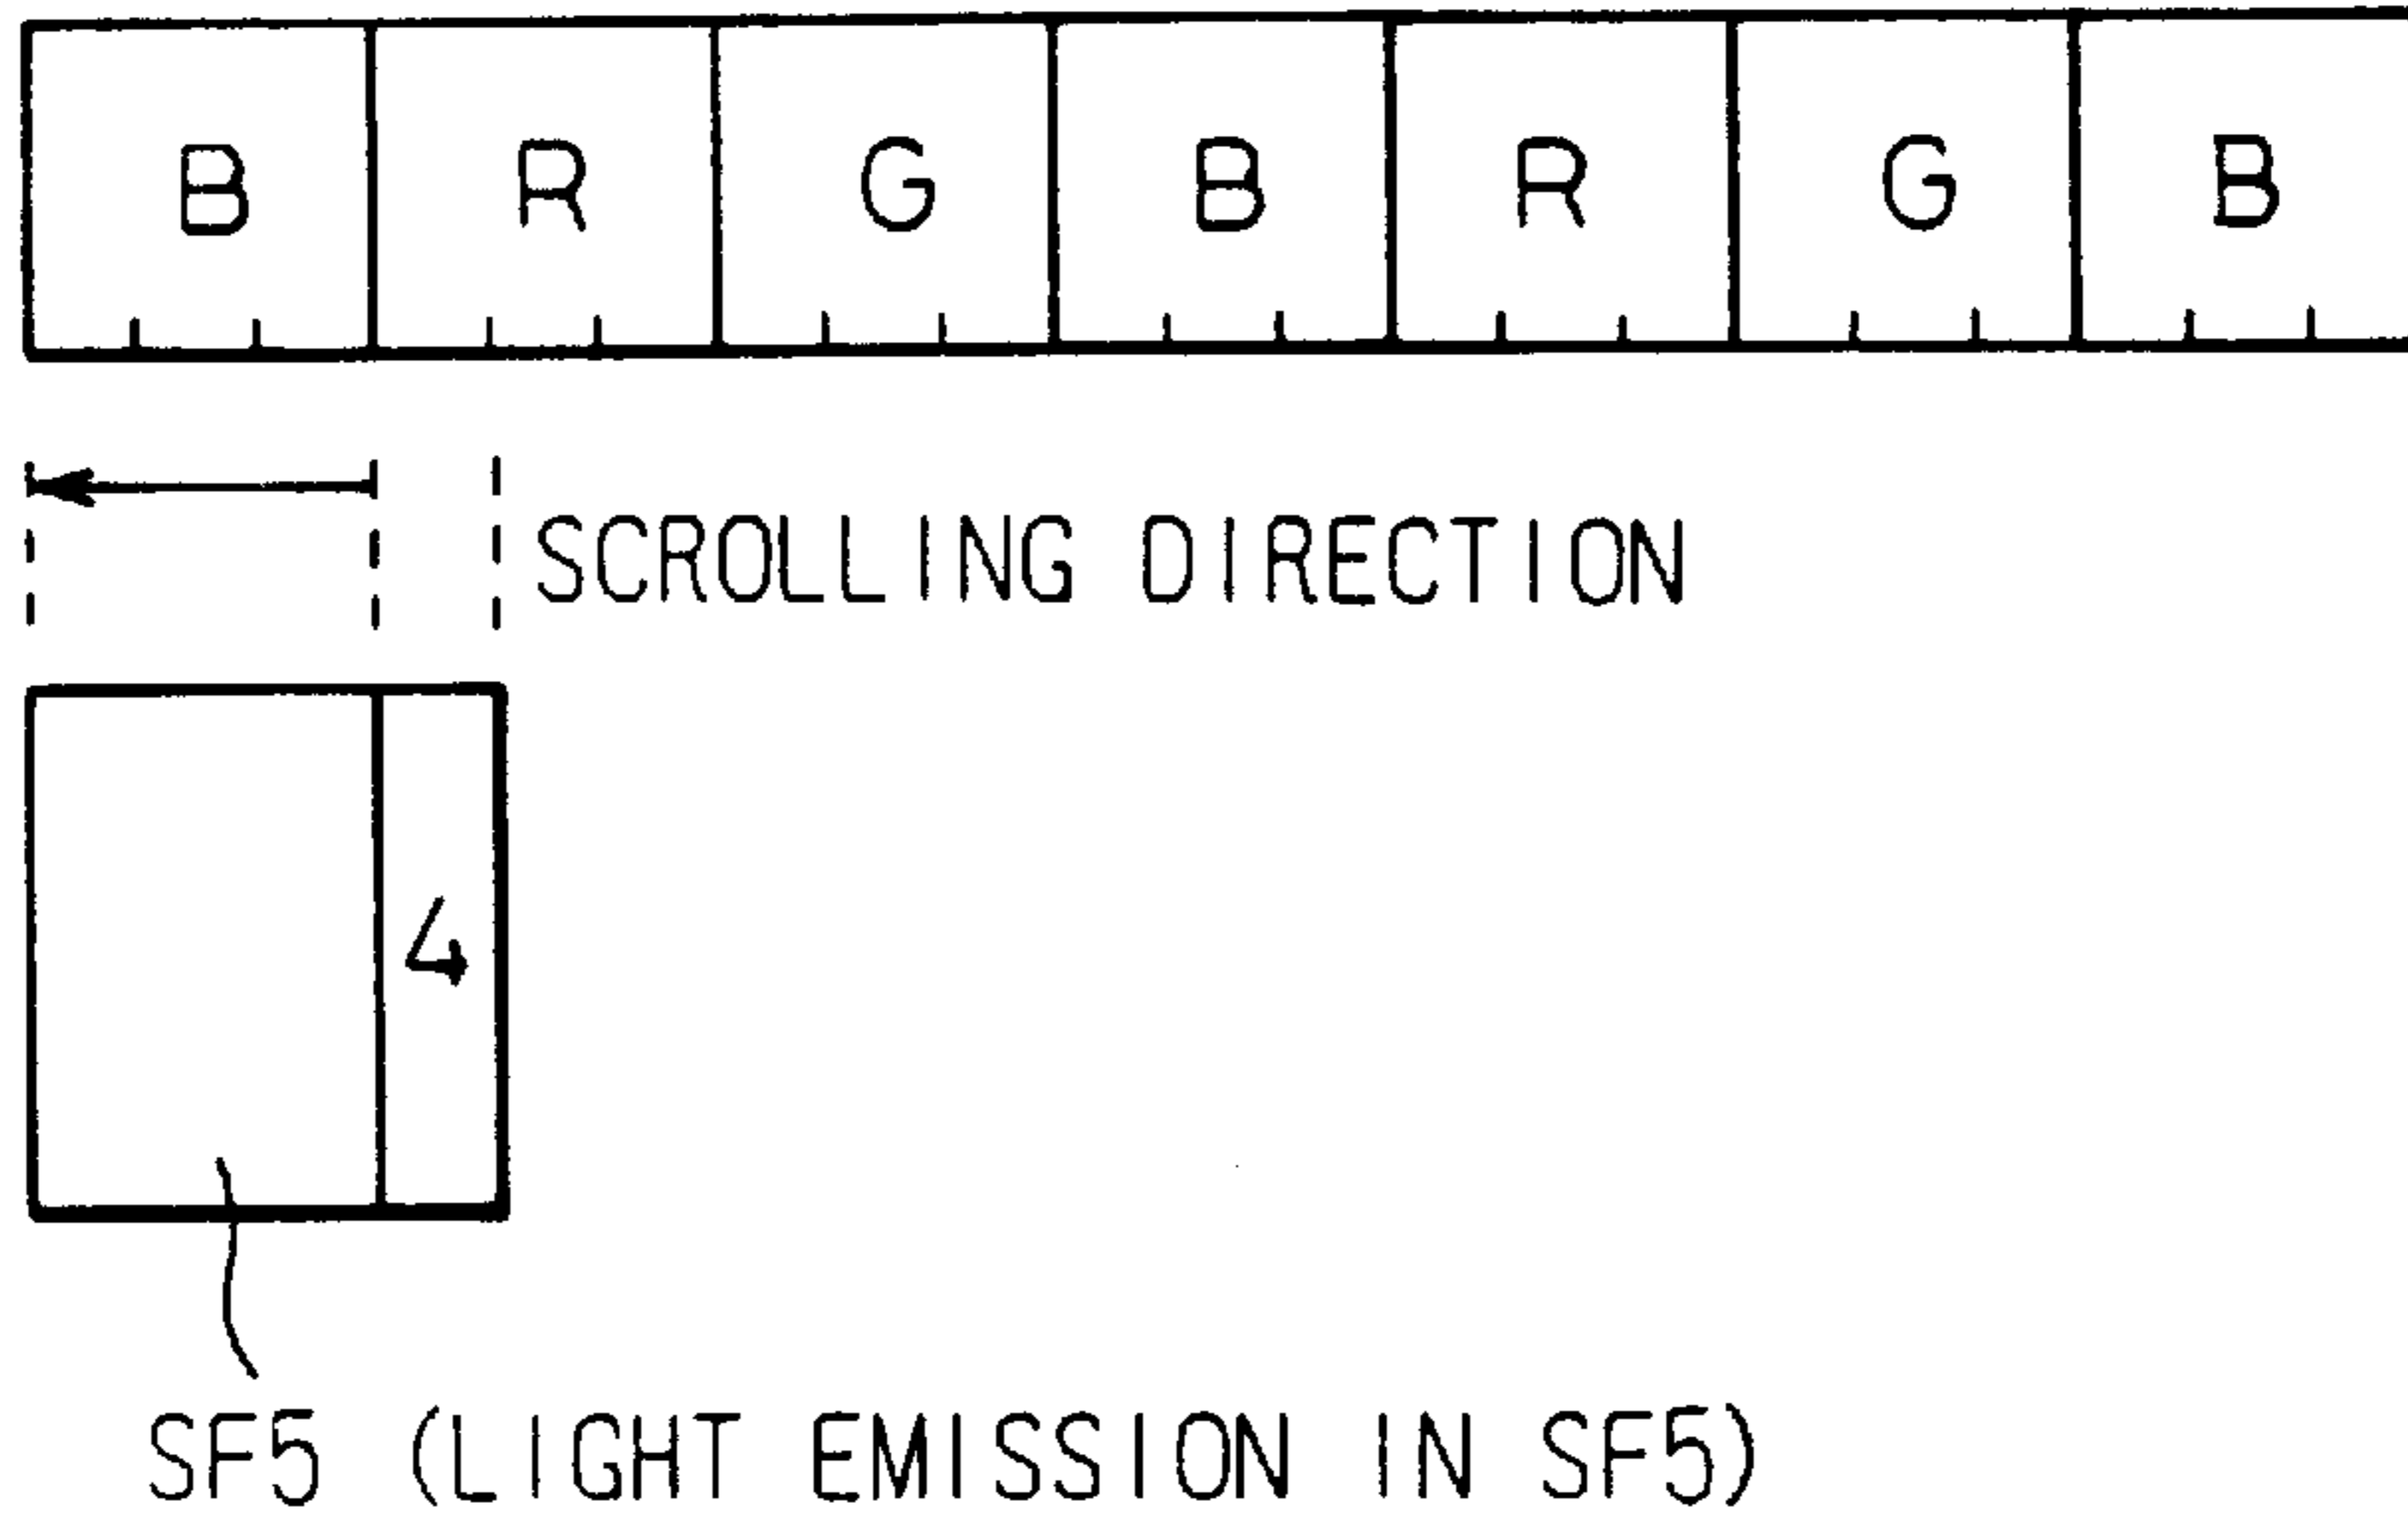 B R G B R G B
SCROLLING DIRECTION
4
SF5 (LIGHT EMISSION IN SF5)